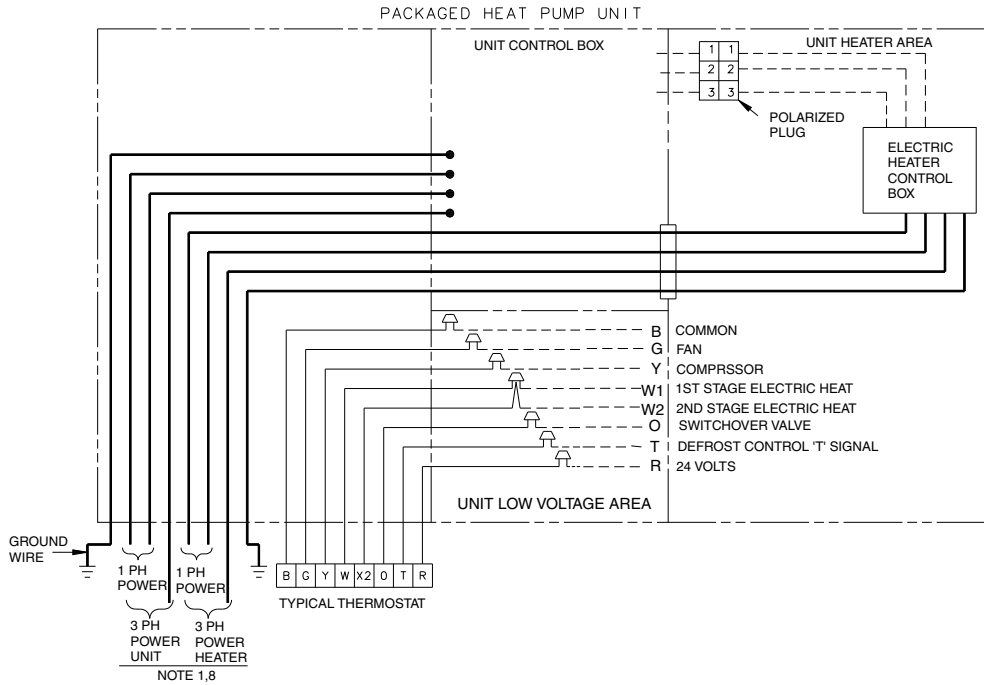 PACKAGED HEAT PUMP UNIT
UNIT CONTROL BOX
UNIT HEATER AREA
1 1
2 2
3 3
POLARIZED
PLUG
ELECTRIC
HEATER
CONTROL
BOX
B COMMON
G FAN
Y COMPRSSOR
W1 1ST STAGE ELECTRIC HEAT
W2 2ND STAGE ELECTRIC HEAT
O SWITCHOVER VALVE
T DEFROST CONTROL 'T' SIGNAL
R 24 VOLTS
UNIT LOW VOLTAGE AREA
GROUND
WIRE
1 PH
POWER
1 PH
POWER
3 PH
POWER
UNIT
3 PH
POWER
HEATER
NOTE 1,8
B G Y W X2 O T R
TYPICAL THERMOSTAT